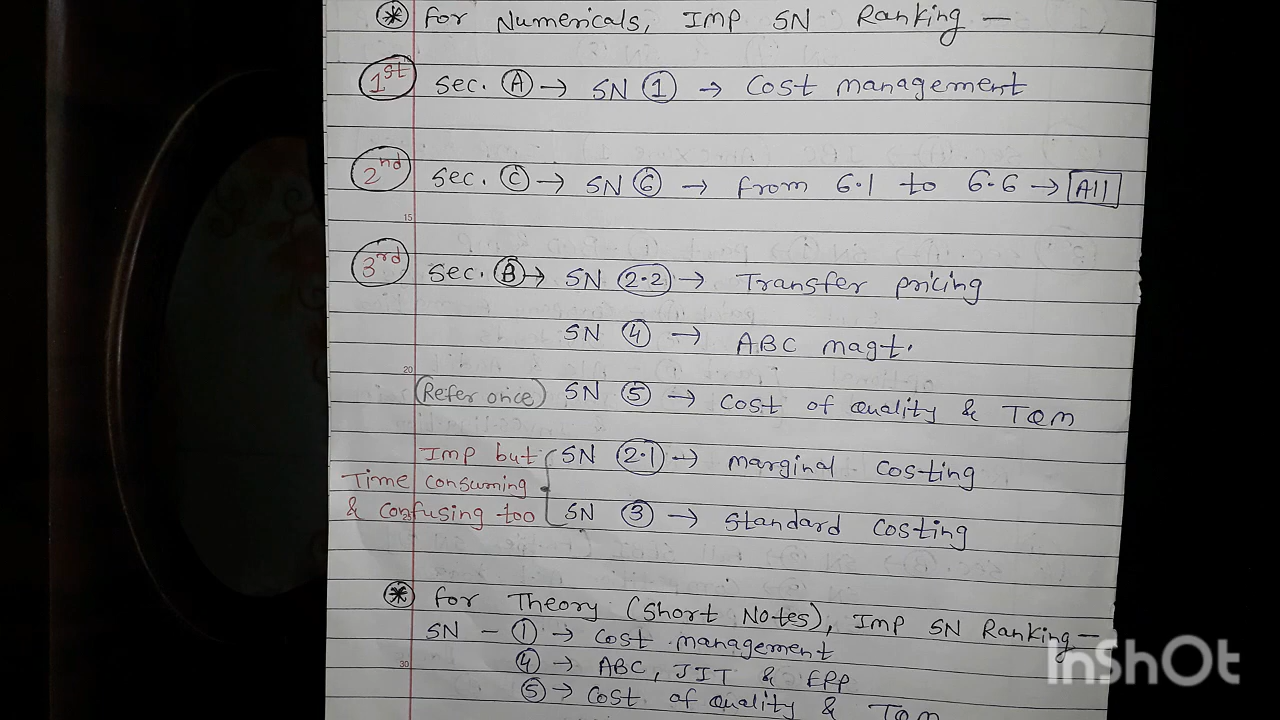 * For Numericals, Imp SN Ranking —
1st Sec. A → SN 1 → Cost management
2nd Sec. C → SN 6 → From 6.1 to 6.6 → All
15
3rd Sec. B → SN 2.2 → Transfer pricing
SN 4 → ABC magt.
20
(Refer once) SN 5 → Cost of Quality & TQM
Imp but SN 2.1 → Marginal Costing
Time consuming
& confusing too SN 3 → Standard Costing
* For Theory (Short Notes), Imp SN Ranking —
SN - 1 → Cost management
30
4 → ABC, JIT & ERP
5 → Cost of Quality & TQM
InShOt